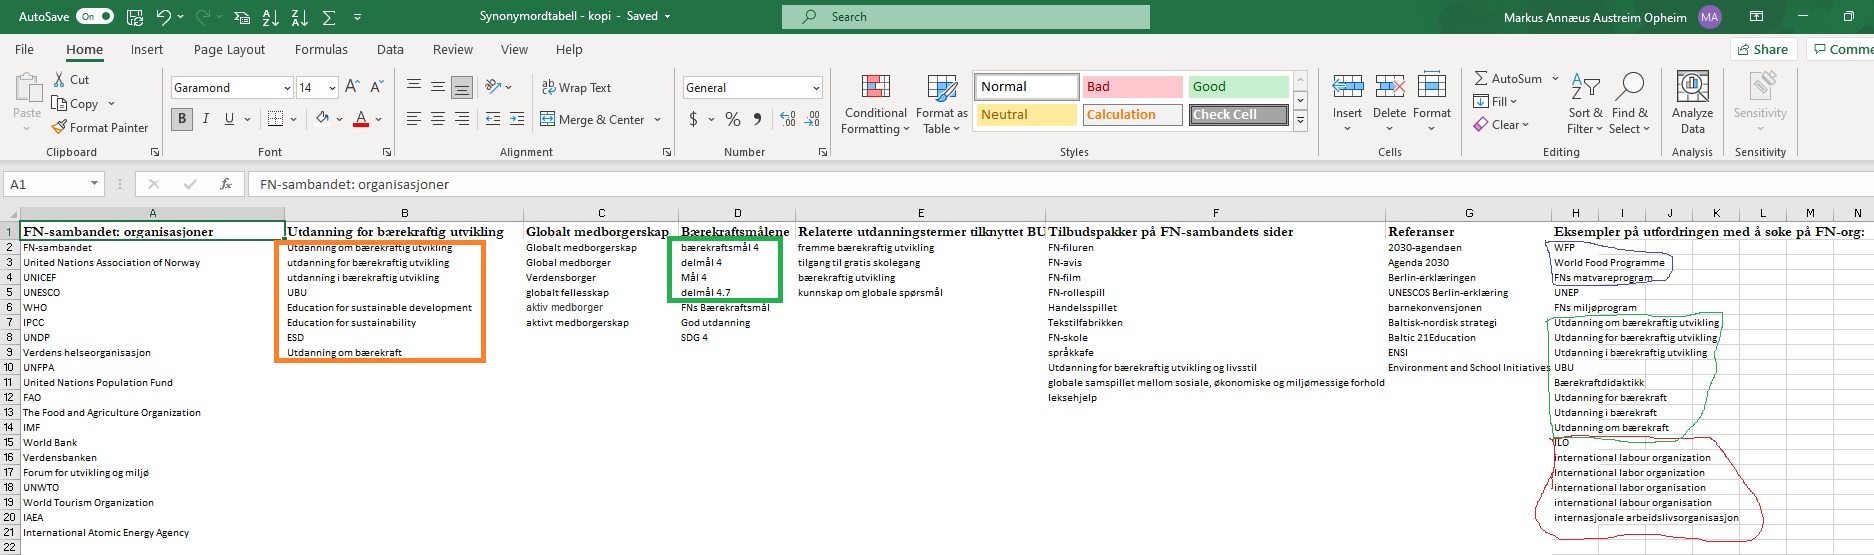 AutoSave On Synonymordtabell - kopi - Saved Search Markus Annæus Austreim Opheim MA
File Home Insert Page Layout Formulas Data Review View Help Share Comme
Paste Cut Copy Format Painter Clipboard
Garamond 14 A A B I U A Font
ab Wrap Text Merge & Center Alignment
General $ % Number
Conditional Formatting Format as Table
Normal Bad Good
Neutral Calculation Check Cell
Styles
Insert Delete Format Cells
AutoSum Fill Clear Sort & Filter Find & Select Editing
Analyze Data Analysis
Sensitivity Sensitivity
A1 fx FN-sambandet: organisasjoner
A B C D E F G H I J K L M N
1 FN-sambandet: organisasjoner Utdanning for bærekraftig utvikling Globalt medborgerskap Bærekraftsmålene Relaterte utdanningstermer tilknyttet BU Tilbudspakker på FN-sambandets sider Referanser Eksempler på utfordringen med å søke på FN-org:
2 FN-sambandet Utdanning om bærekraftig utvikling Globalt medborgerskap bærekraftsmål 4 fremme bærekraftig utvikling FN-filuren 2030-agendaen WFP
3 United Nations Association of Norway utdanning for bærekraftig utvikling Global medborger delmål 4 tilgang til gratis skolegang FN-avis Agenda 2030 World Food Programme
4 UNICEF utdanning i bærekraftig utvikling Verdensborger Mål 4 bærekraftig utvikling FN-film Berlin-erklæringen FNs matvareprogram
5 UNESCO UBU globalt fellesskap delmål 4.7 kunnskap om globale spørsmål FN-rollespill UNESCOS Berlin-erklæring UNEP
6 WHO Education for sustainable development aktiv medborger FNs Bærekraftsmål Handelsspillet barnekonvensjonen FNs miljøprogram
7 IPCC Education for sustainability aktivt medborgerskap God utdanning Tekstilfabrikken Baltisk-nordisk strategi Utdanning om bærekraftig utvikling
8 UNDP ESD SDG 4 FN-skole Baltic 21Education Utdanning for bærekraftig utvikling
9 Verdens helseorganisasjon Utdanning om bærekraft språkkafe ENSI Utdanning i bærekraftig utvikling
10 UNFPA Utdanning for bærekraftig utvikling og livsstil Environment and School Initiatives UBU
11 United Nations Population Fund globale samspillet mellom sosiale, økonomiske og miljømessige forhold Bærekraftdidaktikk
12 FAO leksehjelp Utdanning for bærekraft
13 The Food and Agriculture Organization Utdanning i bærekraft
14 IMF Utdanning om bærekraft
15 World Bank ILO
16 Verdensbanken international labour organization
17 Forum for utvikling og miljø International labor organization
18 UNWTO international labor organisation
19 World Tourism Organization international labour organisation
20 IAEA internasjonale arbeidslivsorganisasjon
21 International Atomic Energy Agency
22